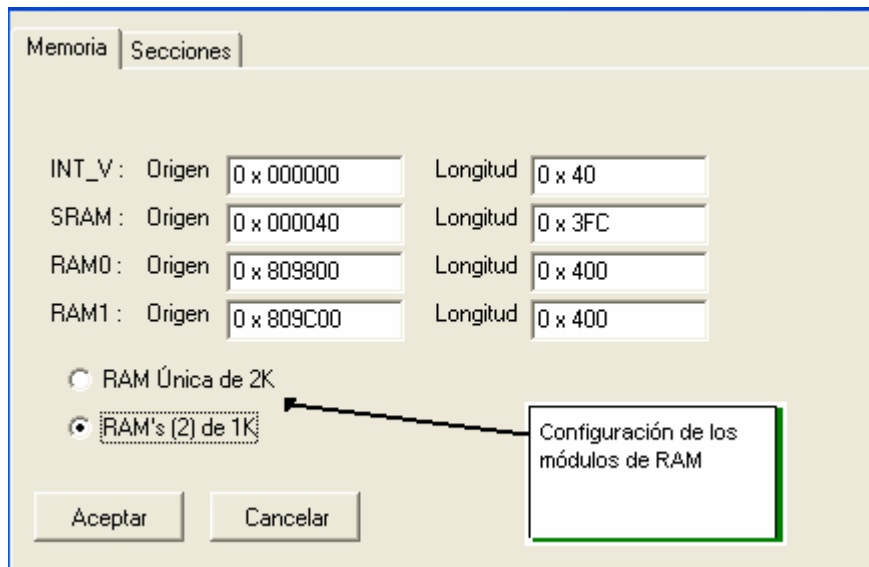 Memoria Secciones
INT_V : Origen 0 x 000000 Longitud 0 x 40
SRAM : Origen 0 x 000040 Longitud 0 x 3FC
RAM0 : Origen 0 x 809800 Longitud 0 x 400
RAM1 : Origen 0 x 809C00 Longitud 0 x 400
RAM Única de 2K
RAM's (2) de 1K
Configuración de los
módulos de RAM
Aceptar Cancelar